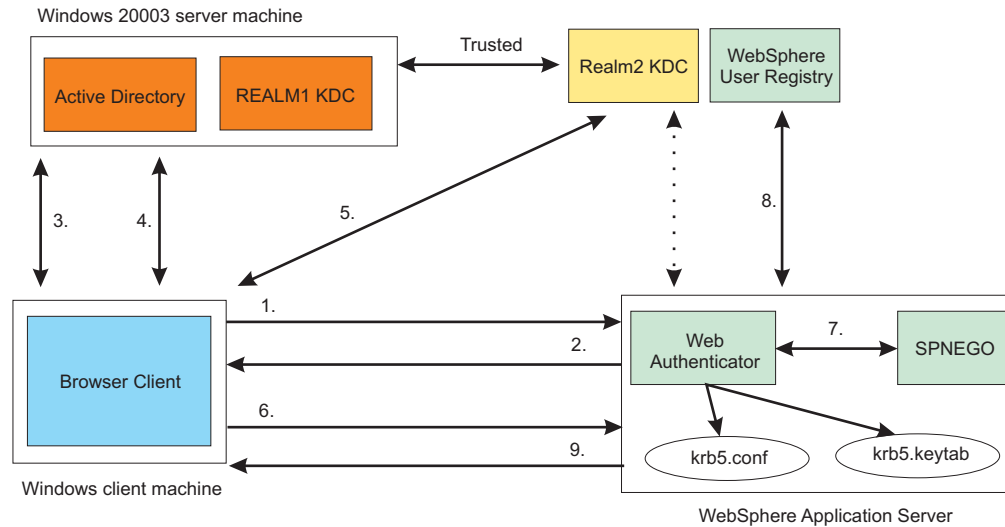 Windows 20003 server machine
Active Directory
REALM1 KDC
Trusted
Realm2 KDC
WebSphere
User Registry
3.
4.
5.
8.
1.
2.
6.
9.
Browser Client
Windows client machine
Web
Authenticator
7.
SPNEGO
krb5.conf
krb5.keytab
WebSphere Application Server